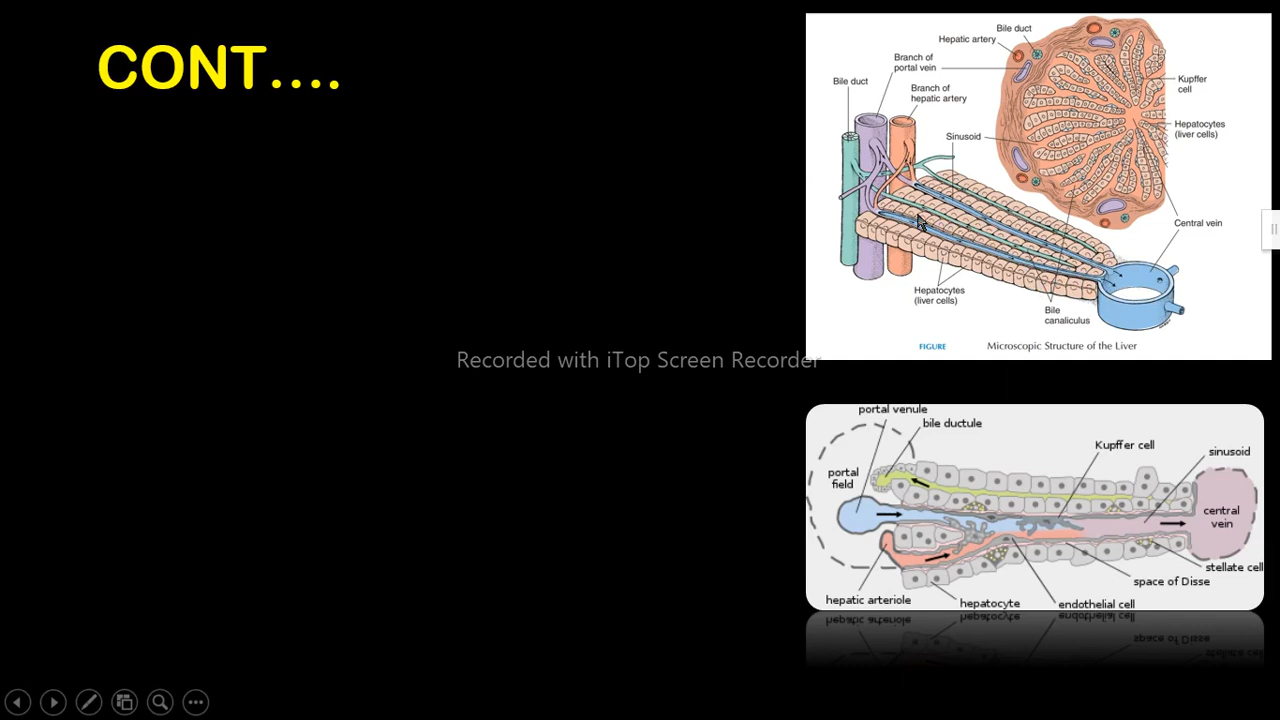 CONT....
Bile duct
Hepatic artery
Branch of
portal vein
Bile duct
Branch of
hepatic artery
Kupffer
cell
Hepatocytes
(liver cells)
Sinusoid
Central vein
Hepatocytes
(liver cells)
Bile
canaliculus
FIGURE Microscopic Structure of the Liver
Recorded with iTop Screen Recorder
portal venule
bile ductule
Kupffer cell
sinusoid
portal
field
central
vein
stellate cell
space of Disse
hepatic arteriole
hepatocyte
endothelial cell